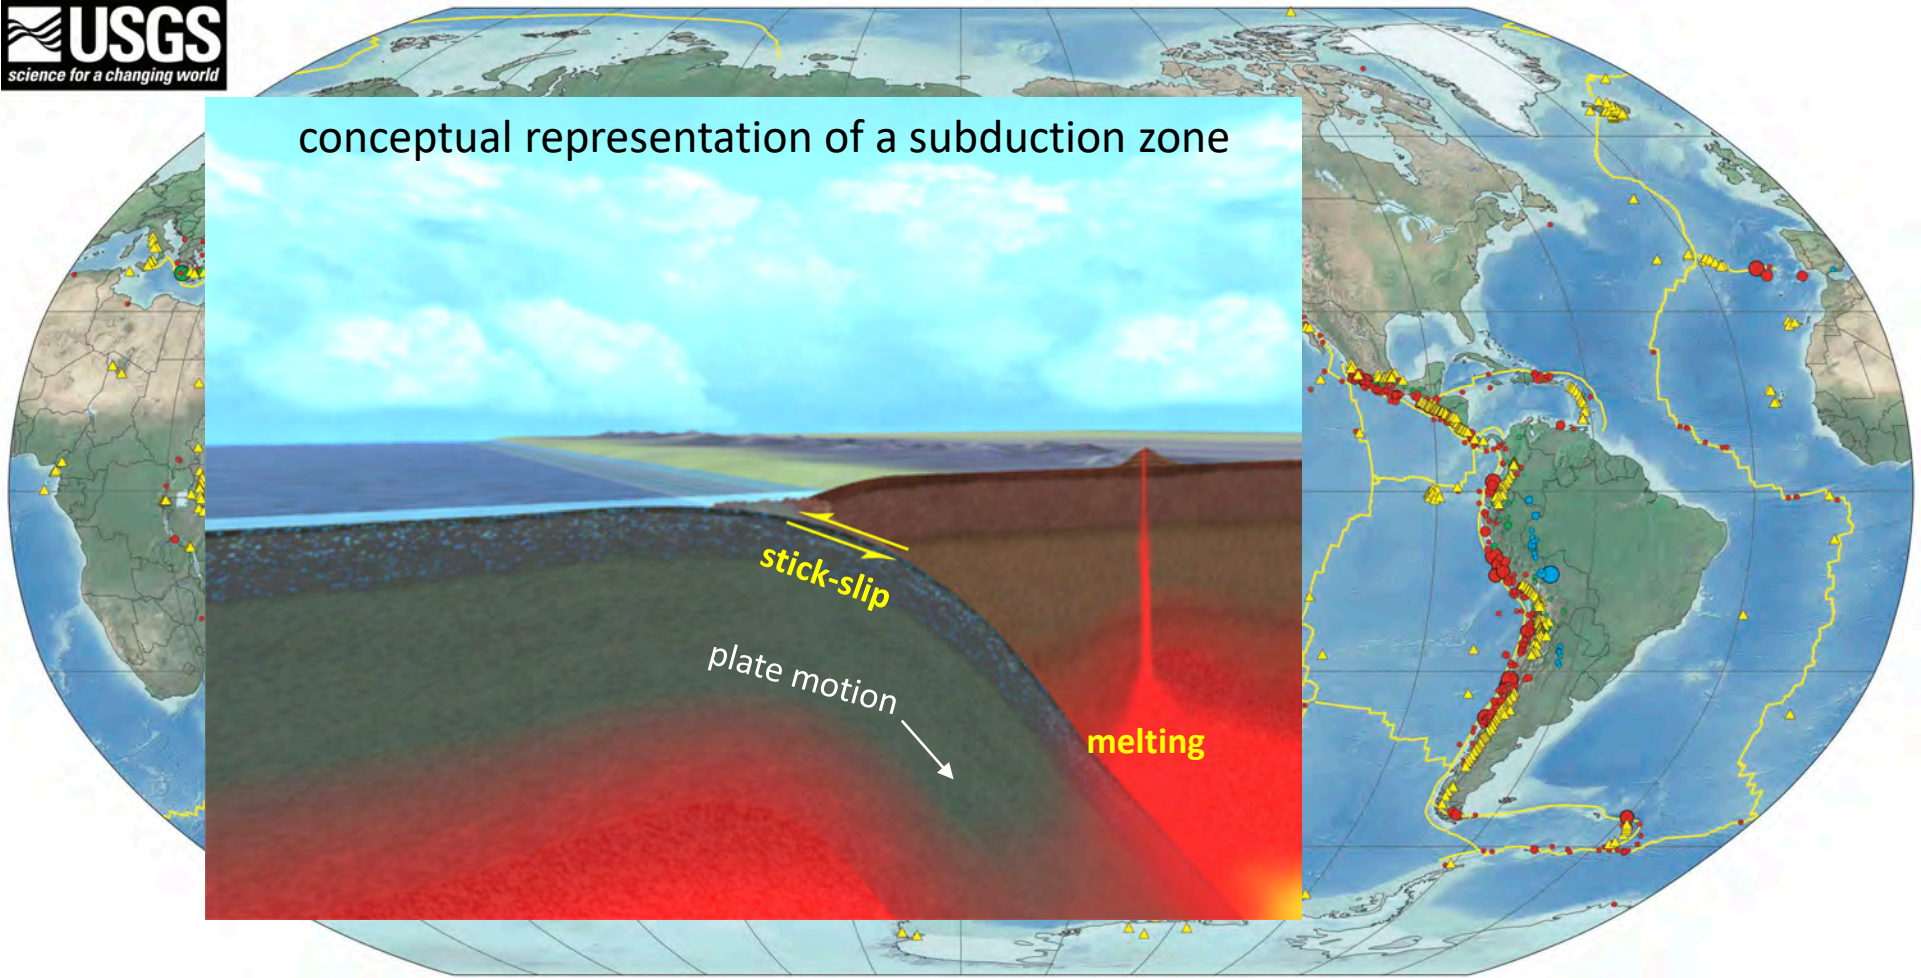 USGS
science for a changing world
conceptual representation of a subduction zone
stick-slip
plate motion
melting